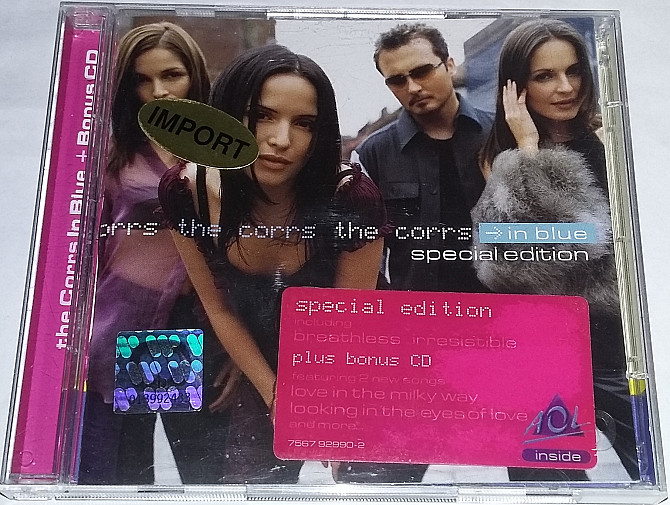 the Corrs In Blue + Bonus CD
IMPORT
orrs the corrs the corrs → in blue
special edition
special edition
including
breathless irresistible
plus bonus CD
featuring 2 new songs
love in the milky way
looking in the eyes of love
and more...
7567 92990-2
AOL
inside